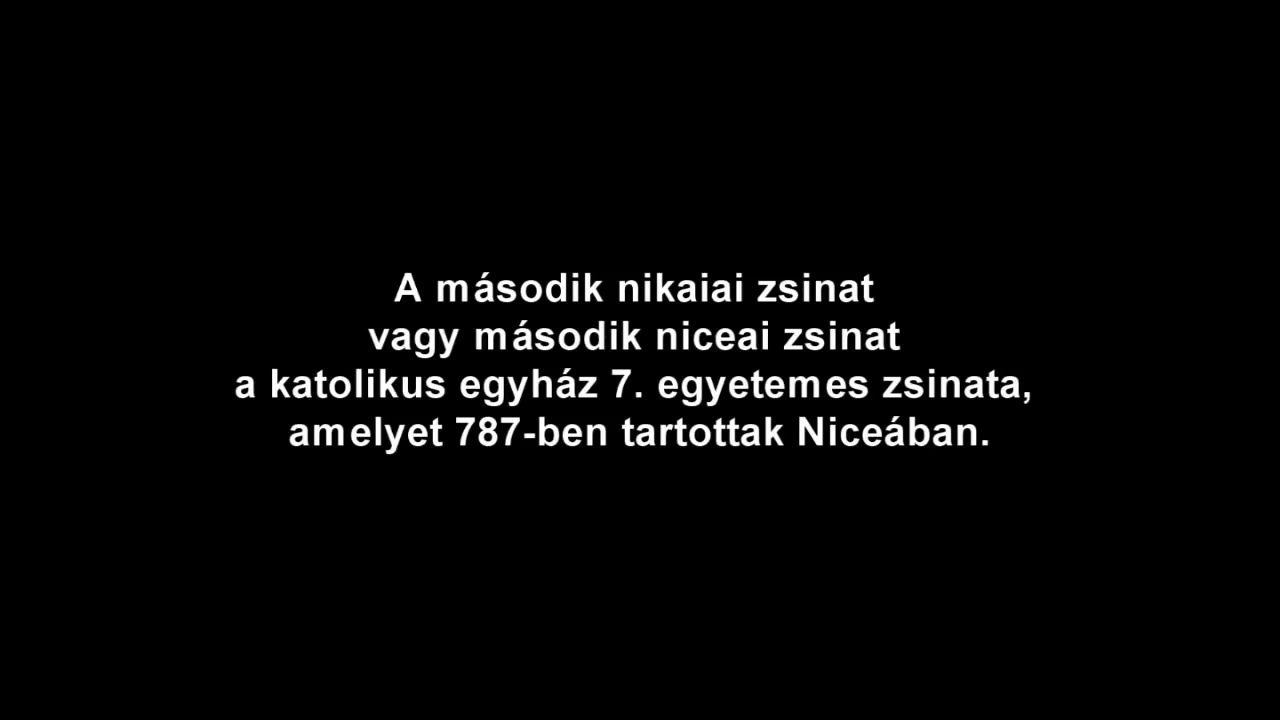 A második nikaiai zsinat
vagy második niceai zsinat
a katolikus egyház 7. egyetemes zsinata,
amelyet 787-ben tartottak Niceában.